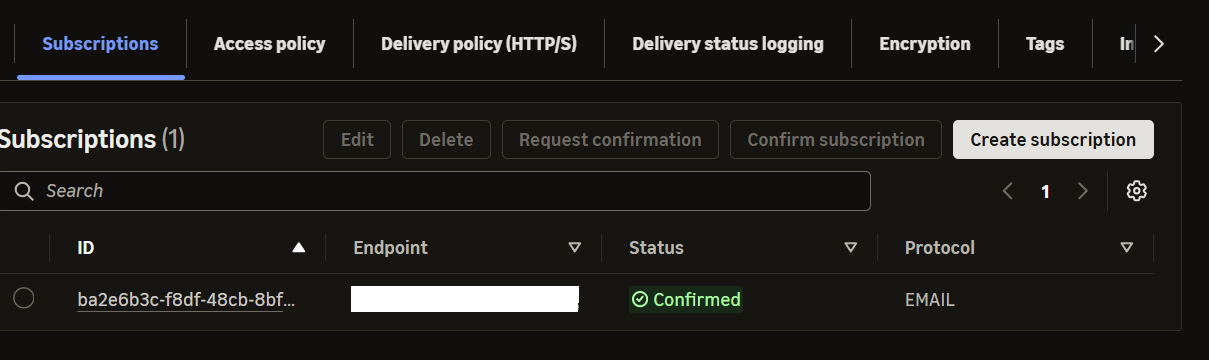 Subscriptions Access policy Delivery policy (HTTP/S) Delivery status logging Encryption Tags In
Subscriptions (1) Edit Delete Request confirmation Confirm subscription Create subscription
Search 1
ID Endpoint Status Protocol
ba2e6b3c-f8df-48cb-8bf... Confirmed EMAIL